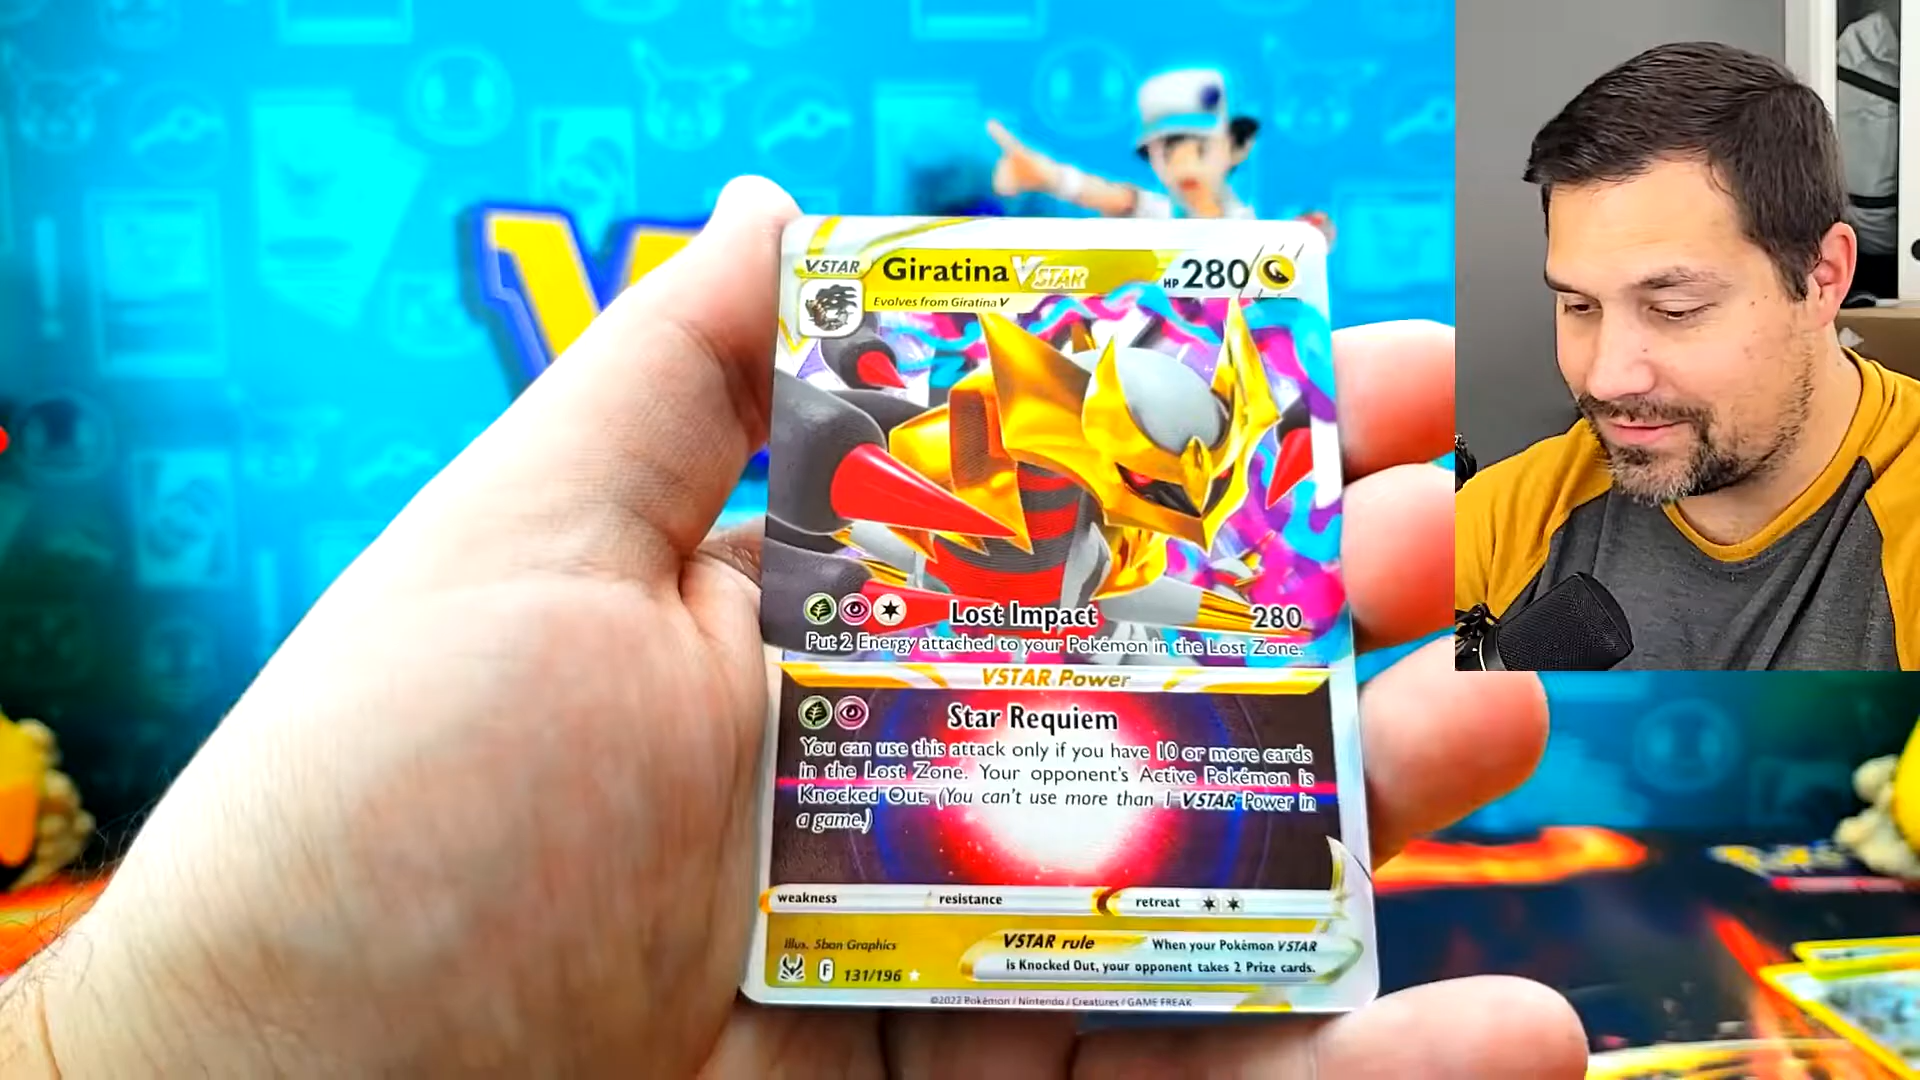 VSTAR Giratina VSTAR HP 280
Evolves from Giratina V
Lost Impact 280
Put 2 Energy attached to your Pokémon in the Lost Zone.
VSTAR Power
Star Requiem
You can use this attack only if you have 10 or more cards
in the Lost Zone. Your opponent's Active Pokémon is
Knocked Out. (You can't use more than 1 VSTAR Power in
a game.)
weakness resistance retreat
Illus. 5ban Graphics
VSTAR rule When your Pokémon VSTAR
is Knocked Out, your opponent takes 2 Prize cards.
F 131/196
©2022 Pokémon / Nintendo / Creatures / GAME FREAK